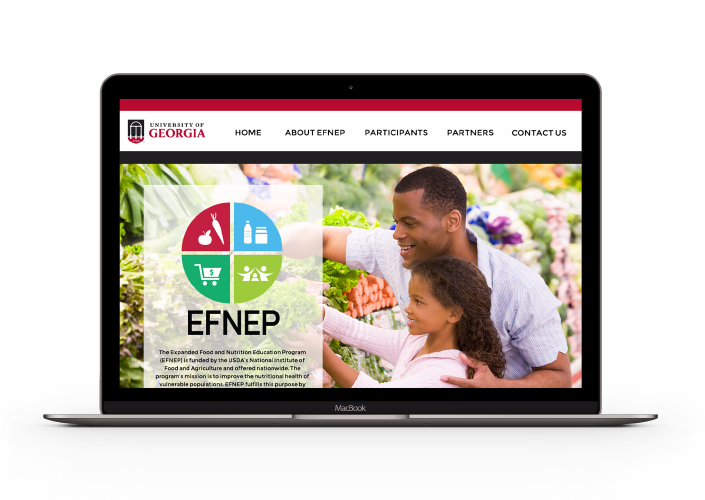 UNIVERSITY OF
GEORGIA
HOME ABOUT EFNEP PARTICIPANTS PARTNERS CONTACT US
$
EFNEP
The Expanded Food and Nutrition Education Program
(EFNEP) is funded by the USDA's National Institute of
Food and Agriculture and offered nationwide. The
program's mission is to improve the nutritional health of
vulnerable populations. EFNEP fulfills this purpose by
MacBook